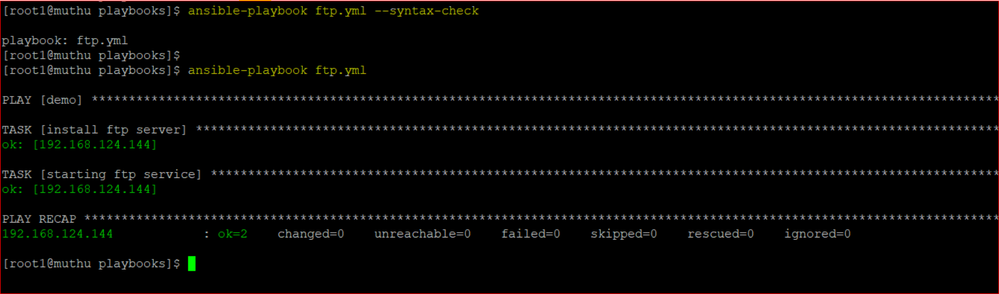 [root1@muthu playbooks]$ ansible-playbook ftp.yml --syntax-check
playbook: ftp.yml
[root1@muthu playbooks]$
[root1@muthu playbooks]$ ansible-playbook ftp.yml
PLAY [demo] ***************************************************************************************************************************
TASK [install ftp server] *************************************************************************************************************
ok: [192.168.124.144]
TASK [starting ftp service] ***********************************************************************************************************
ok: [192.168.124.144]
PLAY RECAP ****************************************************************************************************************************
192.168.124.144 : ok=2 changed=0 unreachable=0 failed=0 skipped=0 rescued=0 ignored=0
[root1@muthu playbooks]$